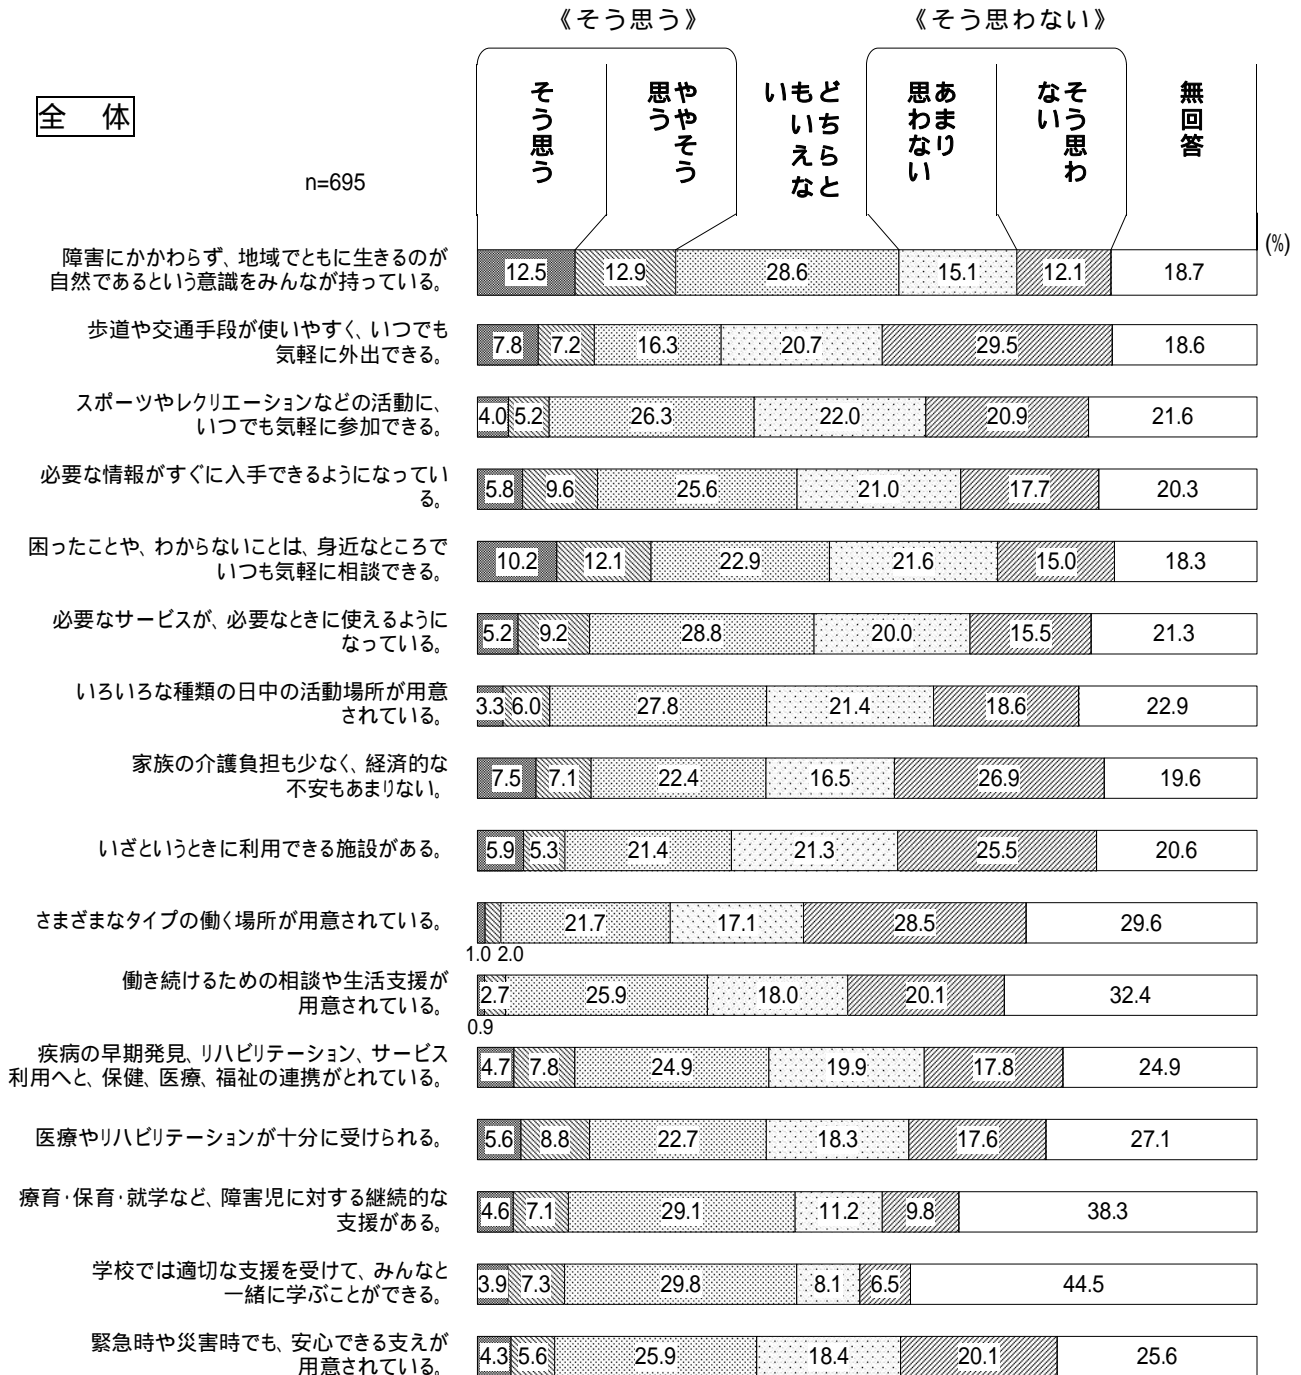 《そう思う》
《そう思わない》
全 体
n=695
そう思う
ややそう
思う
どちらと
もいえな
い
あまり
思わない
そう思わ
ない
無回答
(%)
障害にかかわらず、地域でともに生きるのが
自然であるという意識をみんなが持っている。
12.5 12.9 28.6 15.1 12.1 18.7
歩道や交通手段が使いやすく、いつでも
気軽に外出できる。
7.8 7.2 16.3 20.7 29.5 18.6
スポーツやレクリエーションなどの活動に、
いつでも気軽に参加できる。
4.0 5.2 26.3 22.0 20.9 21.6
必要な情報がすぐに入手できるようになってい
る。
5.8 9.6 25.6 21.0 17.7 20.3
困ったことや、わからないことは、身近なところで
いつも気軽に相談できる。
10.2 12.1 22.9 21.6 15.0 18.3
必要なサービスが、必要なときに使えるように
なっている。
5.2 9.2 28.8 20.0 15.5 21.3
いろいろな種類の日中の活動場所が用意
されている。
3.3 6.0 27.8 21.4 18.6 22.9
家族の介護負担も少なく、経済的な
不安もあまりない。
7.5 7.1 22.4 16.5 26.9 19.6
いざというときに利用できる施設がある。
5.9 5.3 21.4 21.3 25.5 20.6
さまざまなタイプの働く場所が用意されている。
21.7 17.1 28.5 29.6
1.0 2.0
働き続けるための相談や生活支援が
用意されている。
2.7 25.9 18.0 20.1 32.4
0.9
疾病の早期発見、リハビリテーション、サービス
利用へと、保健、医療、福祉の連携がとれている。
4.7 7.8 24.9 19.9 17.8 24.9
医療やリハビリテーションが十分に受けられる。
5.6 8.8 22.7 18.3 17.6 27.1
療育・保育・就学など、障害児に対する継続的な
支援がある。
4.6 7.1 29.1 11.2 9.8 38.3
学校では適切な支援を受けて、みんなと
一緒に学ぶことができる。
3.9 7.3 29.8 8.1 6.5 44.5
緊急時や災害時でも、安心できる支えが
用意されている。
4.3 5.6 25.9 18.4 20.1 25.6